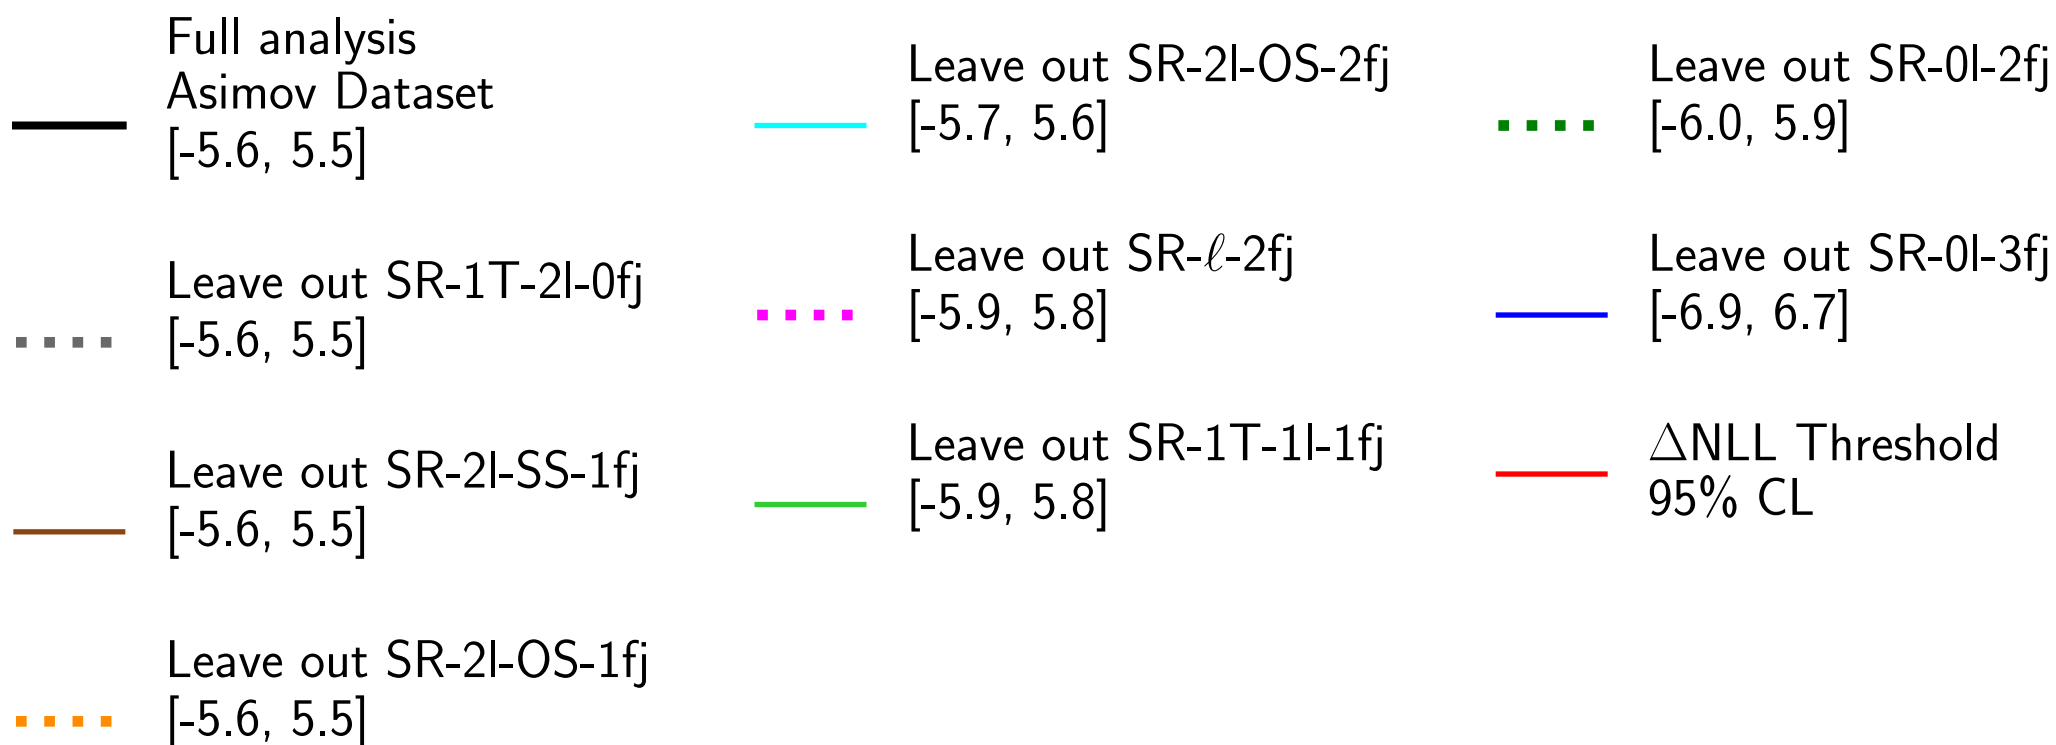 Full analysis
Asimov Dataset
[-5.6, 5.5]
Leave out SR-1T-2l-0fj
[-5.6, 5.5]
Leave out SR-2l-SS-1fj
[-5.6, 5.5]
Leave out SR-2l-OS-1fj
[-5.6, 5.5]
Leave out SR-2l-OS-2fj
[-5.7, 5.6]
Leave out SR-ℓ-2fj
[-5.9, 5.8]
Leave out SR-1T-1l-1fj
[-5.9, 5.8]
Leave out SR-0l-2fj
[-6.0, 5.9]
Leave out SR-0l-3fj
[-6.9, 6.7]
ΔNLL Threshold
95% CL